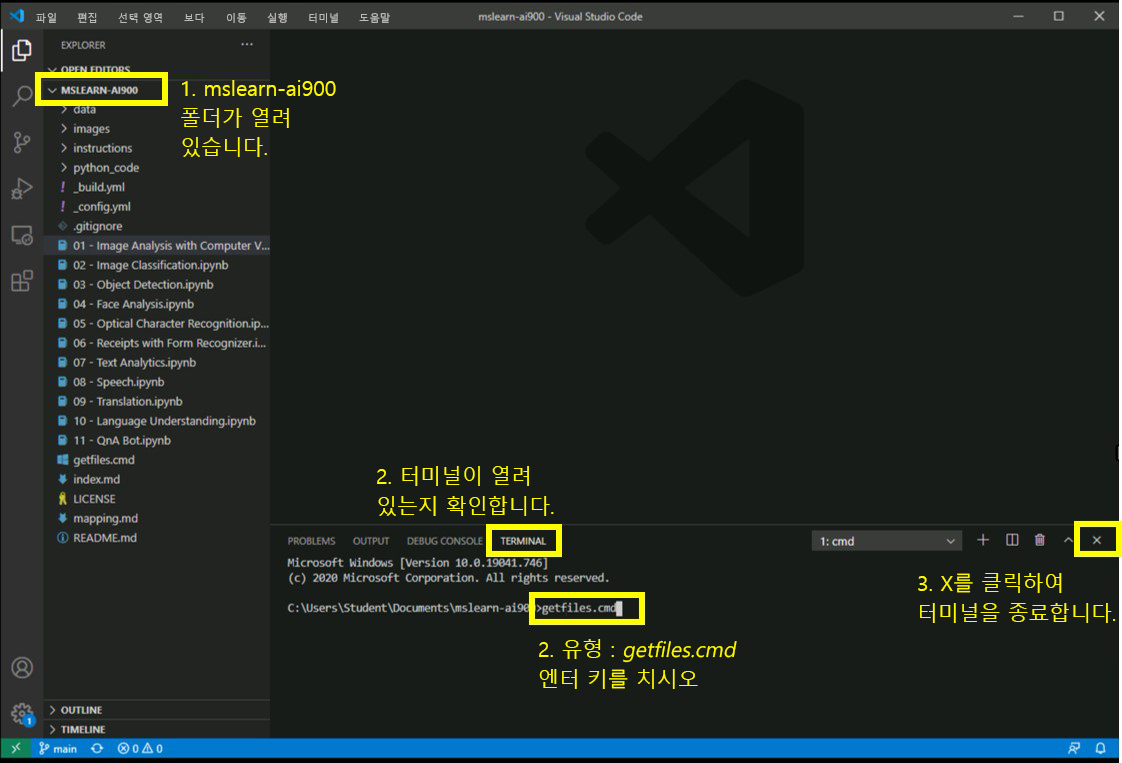 파일 편집 선택 영역 보다 이동 실행 터미널 도움말
mslearn-ai900 - Visual Studio Code
EXPLORER
OPEN EDITORS
MSLEARN-AI900
1. mslearn-ai900
폴더가 열려
있습니다.
data
images
instructions
python_code
_build.yml
_config.yml
.gitignore
01 - Image Analysis with Computer V...
02 - Image Classification.ipynb
03 - Object Detection.ipynb
04 - Face Analysis.ipynb
05 - Optical Character Recognition.ip...
06 - Receipts with Form Recognizer.i...
07 - Text Analytics.ipynb
08 - Speech.ipynb
09 - Translation.ipynb
10 - Language Understanding.ipynb
11 - QnA Bot.ipynb
getfiles.cmd
index.md
LICENSE
mapping.md
README.md
2. 터미널이 열려
있는지 확인합니다.
PROBLEMS OUTPUT DEBUG CONSOLE TERMINAL
1: cmd
Microsoft Windows [Version 10.0.19041.746]
(c) 2020 Microsoft Corporation. All rights reserved.
C:\Users\Student\Documents\mslearn-ai900>getfiles.cmd
3. X를 클릭하여
터미널을 종료합니다.
2. 유형 : getfiles.cmd
엔터 키를 치시오
OUTLINE
TIMELINE
1
main 0 0